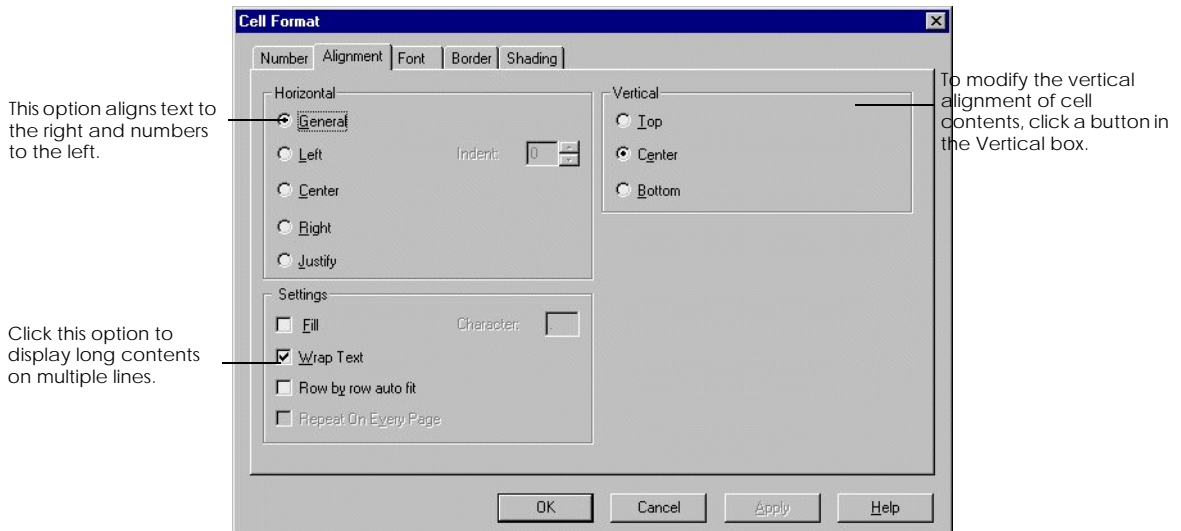 Cell Format
Number Alignment Font Border Shading
This option aligns text to
the right and numbers
to the left.
Horizontal
General
Left
Indent: 0
Center
Right
Justify
Vertical
Top
Center
Bottom
To modify the vertical
alignment of cell
contents, click a button in
the Vertical box.
Click this option to
display long contents
on multiple lines.
Settings
Fill
Character: .
Wrap Text
Row by row auto fit
Repeat On Every Page
OK Cancel Apply Help